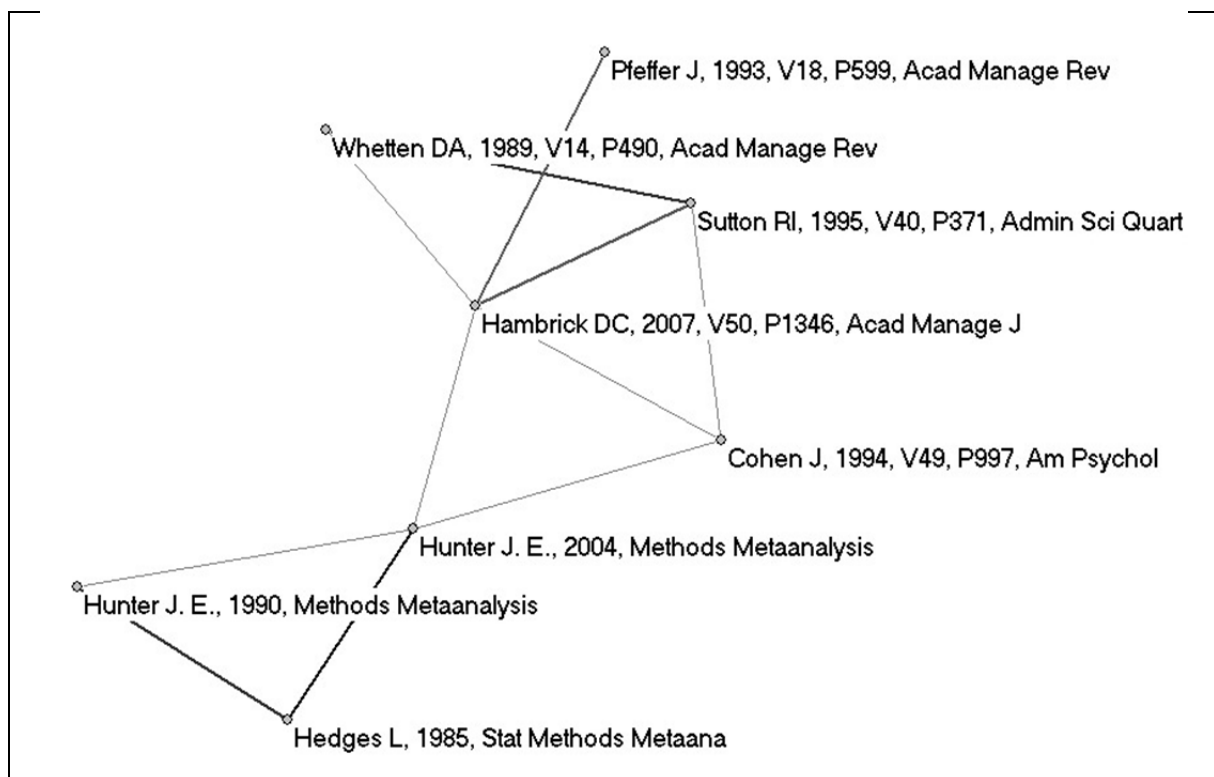 Pfeffer J, 1993, V18, P599, Acad Manage Rev
Whetten DA, 1989, V14, P490, Acad Manage Rev
Sutton RI, 1995, V40, P371, Admin Sci Quart
Hambrick DC, 2007, V50, P1346, Acad Manage J
Cohen J, 1994, V49, P997, Am Psychol
Hunter J. E., 2004, Methods Metaanalysis
Hunter J. E., 1990, Methods Metaanalysis
Hedges L, 1985, Stat Methods Metaana